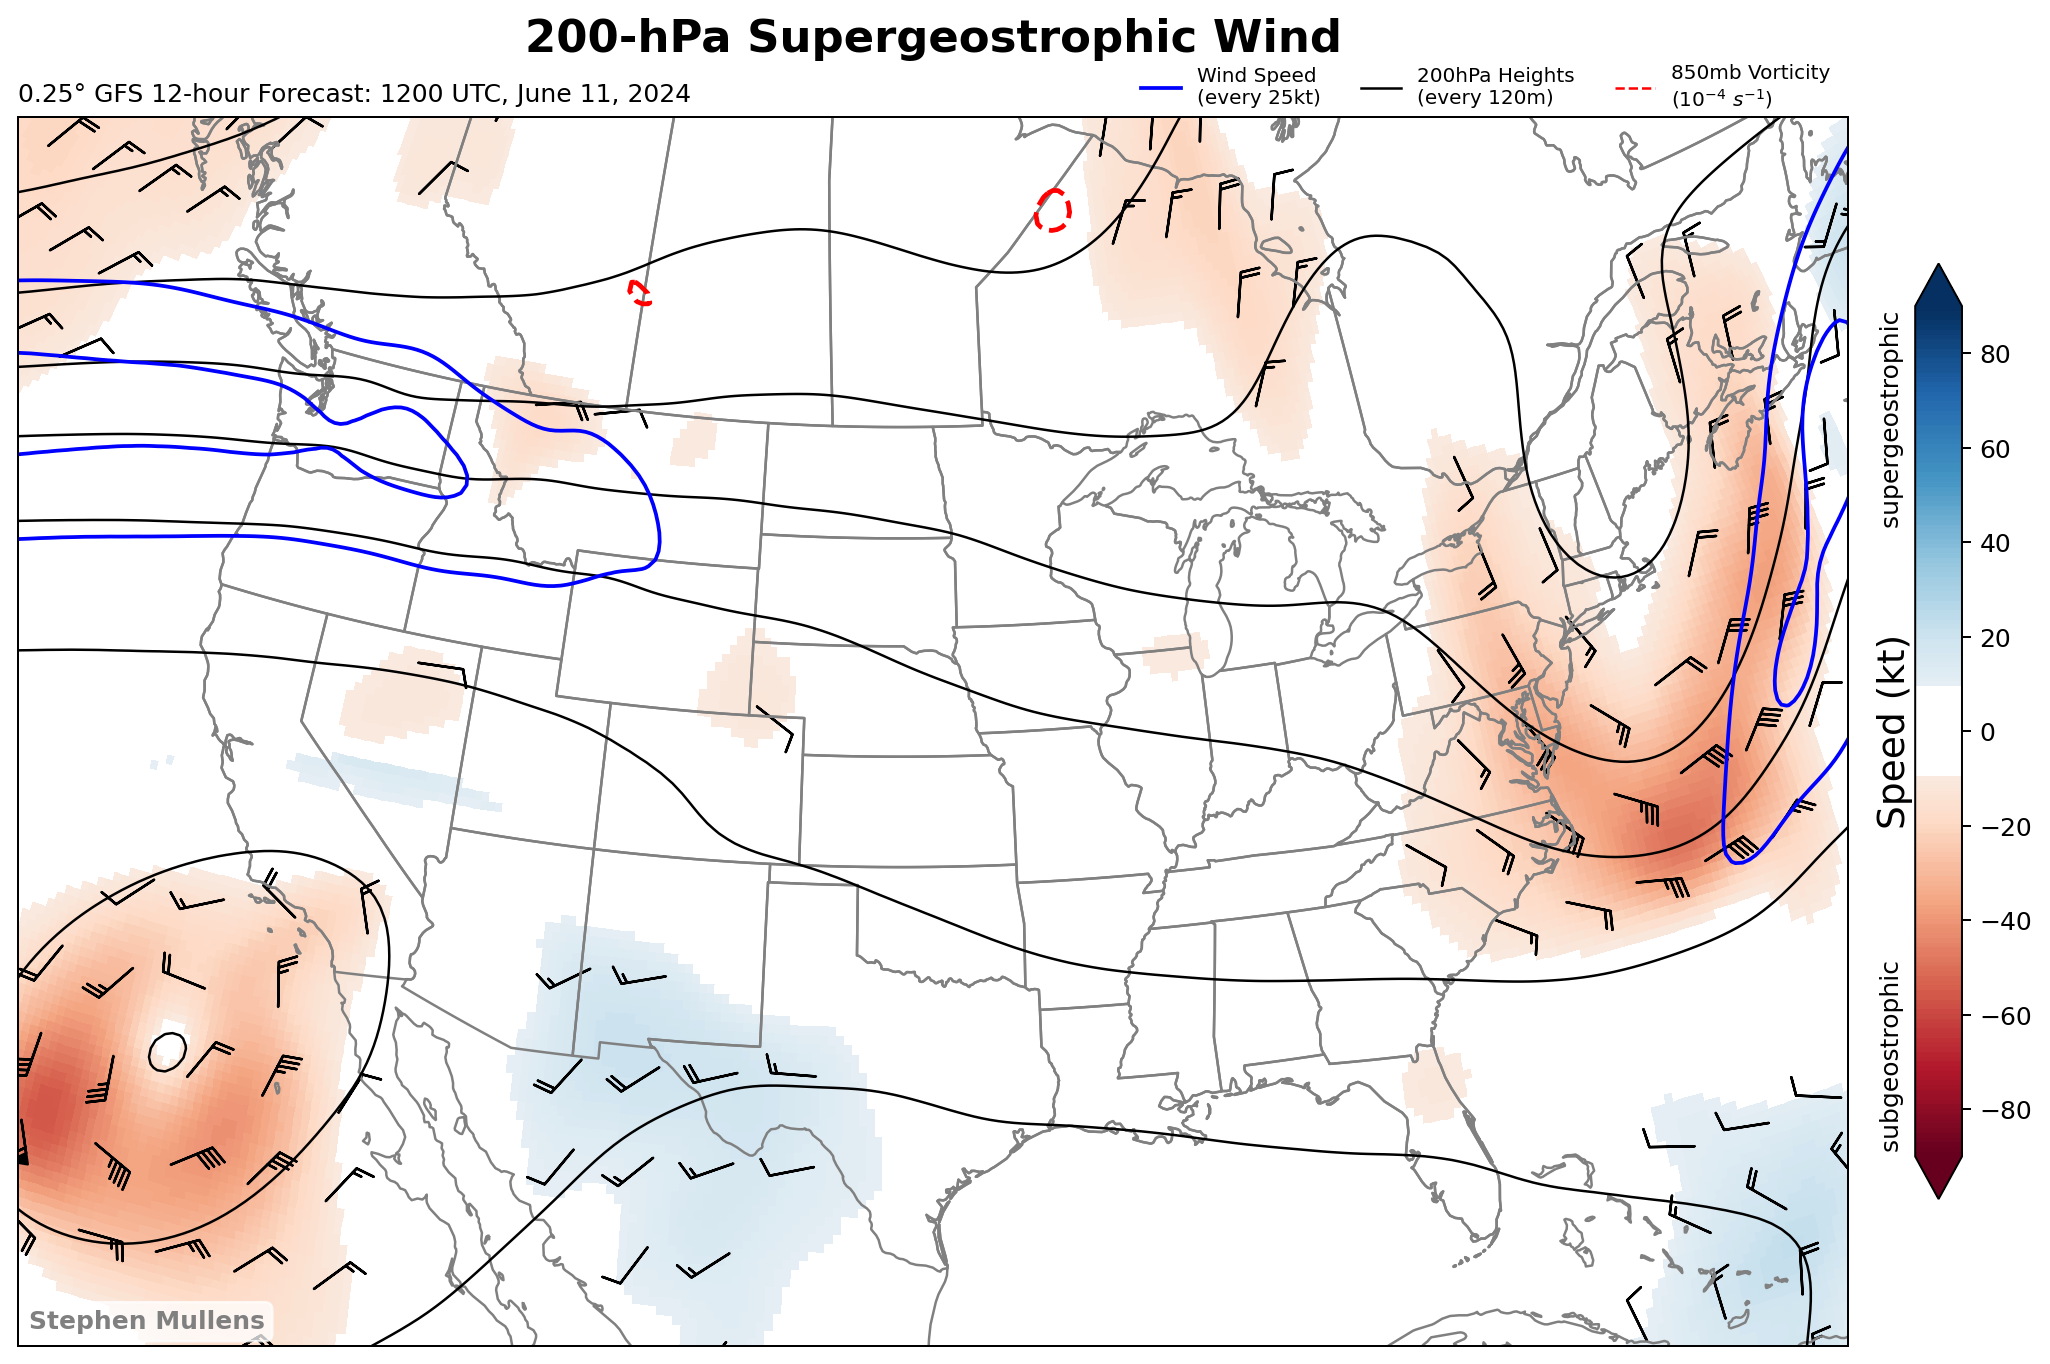 200-hPa Supergeostrophic Wind
0.25° GFS 12-hour Forecast: 1200 UTC, June 11, 2024
Wind Speed
(every 25kt)
200hPa Heights
(every 120m)
850mb Vorticity
(10⁻⁴ s⁻¹)
supergeostrophic
Speed (kt)
subgeostrophic
80
60
40
20
0
−20
−40
−60
−80
Stephen Mullens